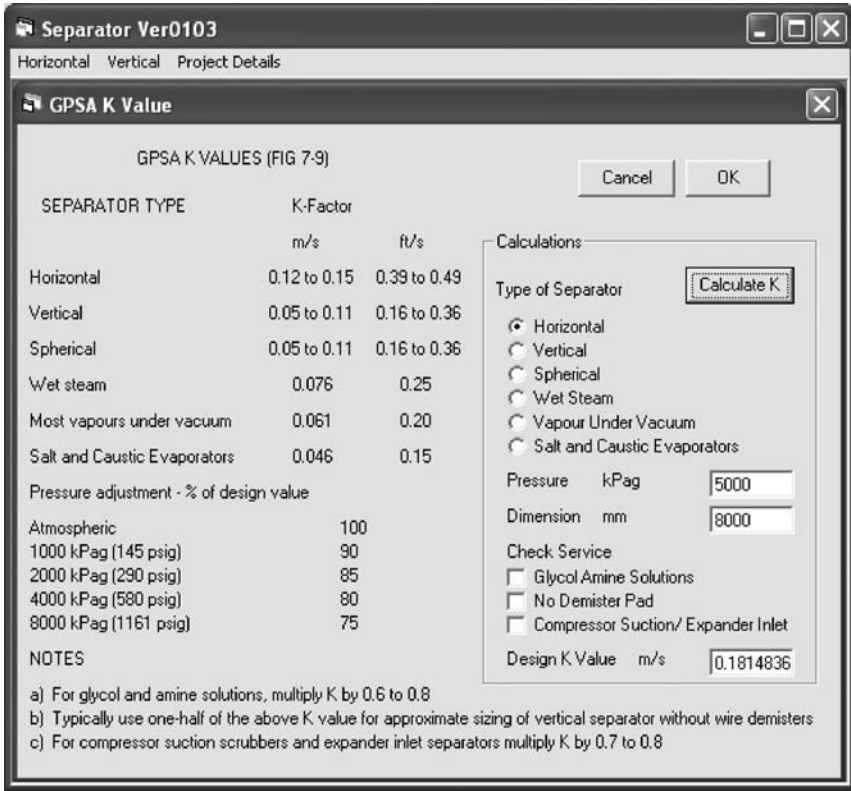 Separator Ver0103
Horizontal Vertical Project Details
GPSA K Value
GPSA K VALUES (FIG 7-9)
Cancel OK
SEPARATOR TYPE K-Factor
m/s ft/s
Horizontal 0.12 to 0.15 0.39 to 0.49
Vertical 0.05 to 0.11 0.16 to 0.36
Spherical 0.05 to 0.11 0.16 to 0.36
Wet steam 0.076 0.25
Most vapours under vacuum 0.061 0.20
Salt and Caustic Evaporators 0.046 0.15
Pressure adjustment - % of design value
Atmospheric 100
1000 kPag (145 psig) 90
2000 kPag (290 psig) 85
4000 kPag (580 psig) 80
8000 kPag (1161 psig) 75
Calculations
Type of Separator Calculate K
Horizontal
Vertical
Spherical
Wet Steam
Vapour Under Vacuum
Salt and Caustic Evaporators
Pressure kPag 5000
Dimension mm 8000
Check Service
Glycol Amine Solutions
No Demister Pad
Compressor Suction/ Expander Inlet
Design K Value m/s 0.1814836
NOTES
a) For glycol and amine solutions, multiply K by 0.6 to 0.8
b) Typically use one-half of the above K value for approximate sizing of vertical separator without wire demisters
c) For compressor suction scrubbers and expander inlet separators multiply K by 0.7 to 0.8